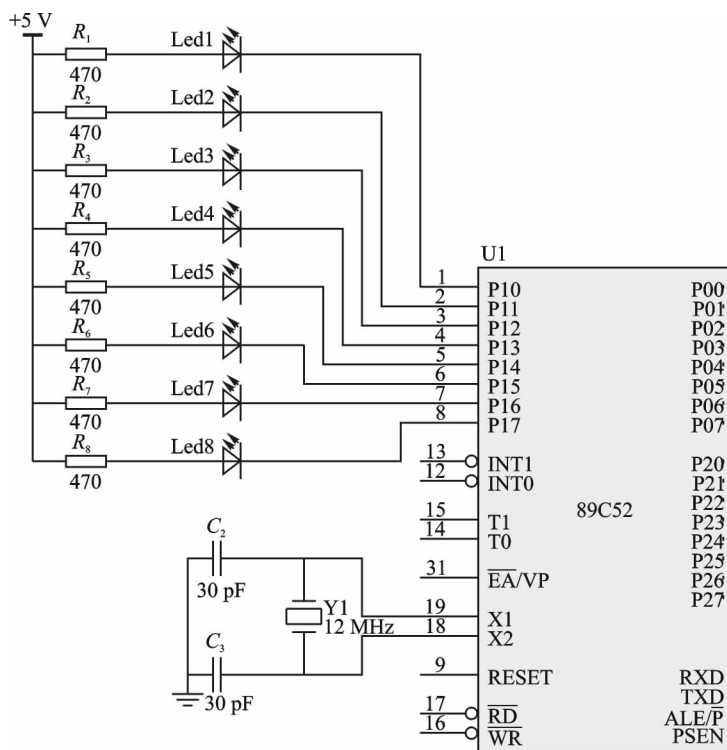 +5 V
R₁
470
Led1
R₂
470
Led2
R₃
470
Led3
R₄
470
Led4
R₅
470
Led5
R₆
470
Led6
R₇
470
Led7
R₈
470
Led8
U1
89C52
1 P10
2 P11
3 P12
4 P13
5 P14
6 P15
7 P16
8 P17
13 INT1
12 INT0
15 T1
14 T0
31 E̅A̅/VP
19 X1
18 X2
9 RESET
17 R̅D̅
16 W̅R̅
P00
P01
P02
P03
P04
P05
P06
P07
P20
P21
P22
P23
P24
P25
P26
P27
RXD
TXD
ALE/P̅
PSEN
C₂
30 pF
Y1
12 MHz
C₃
30 pF